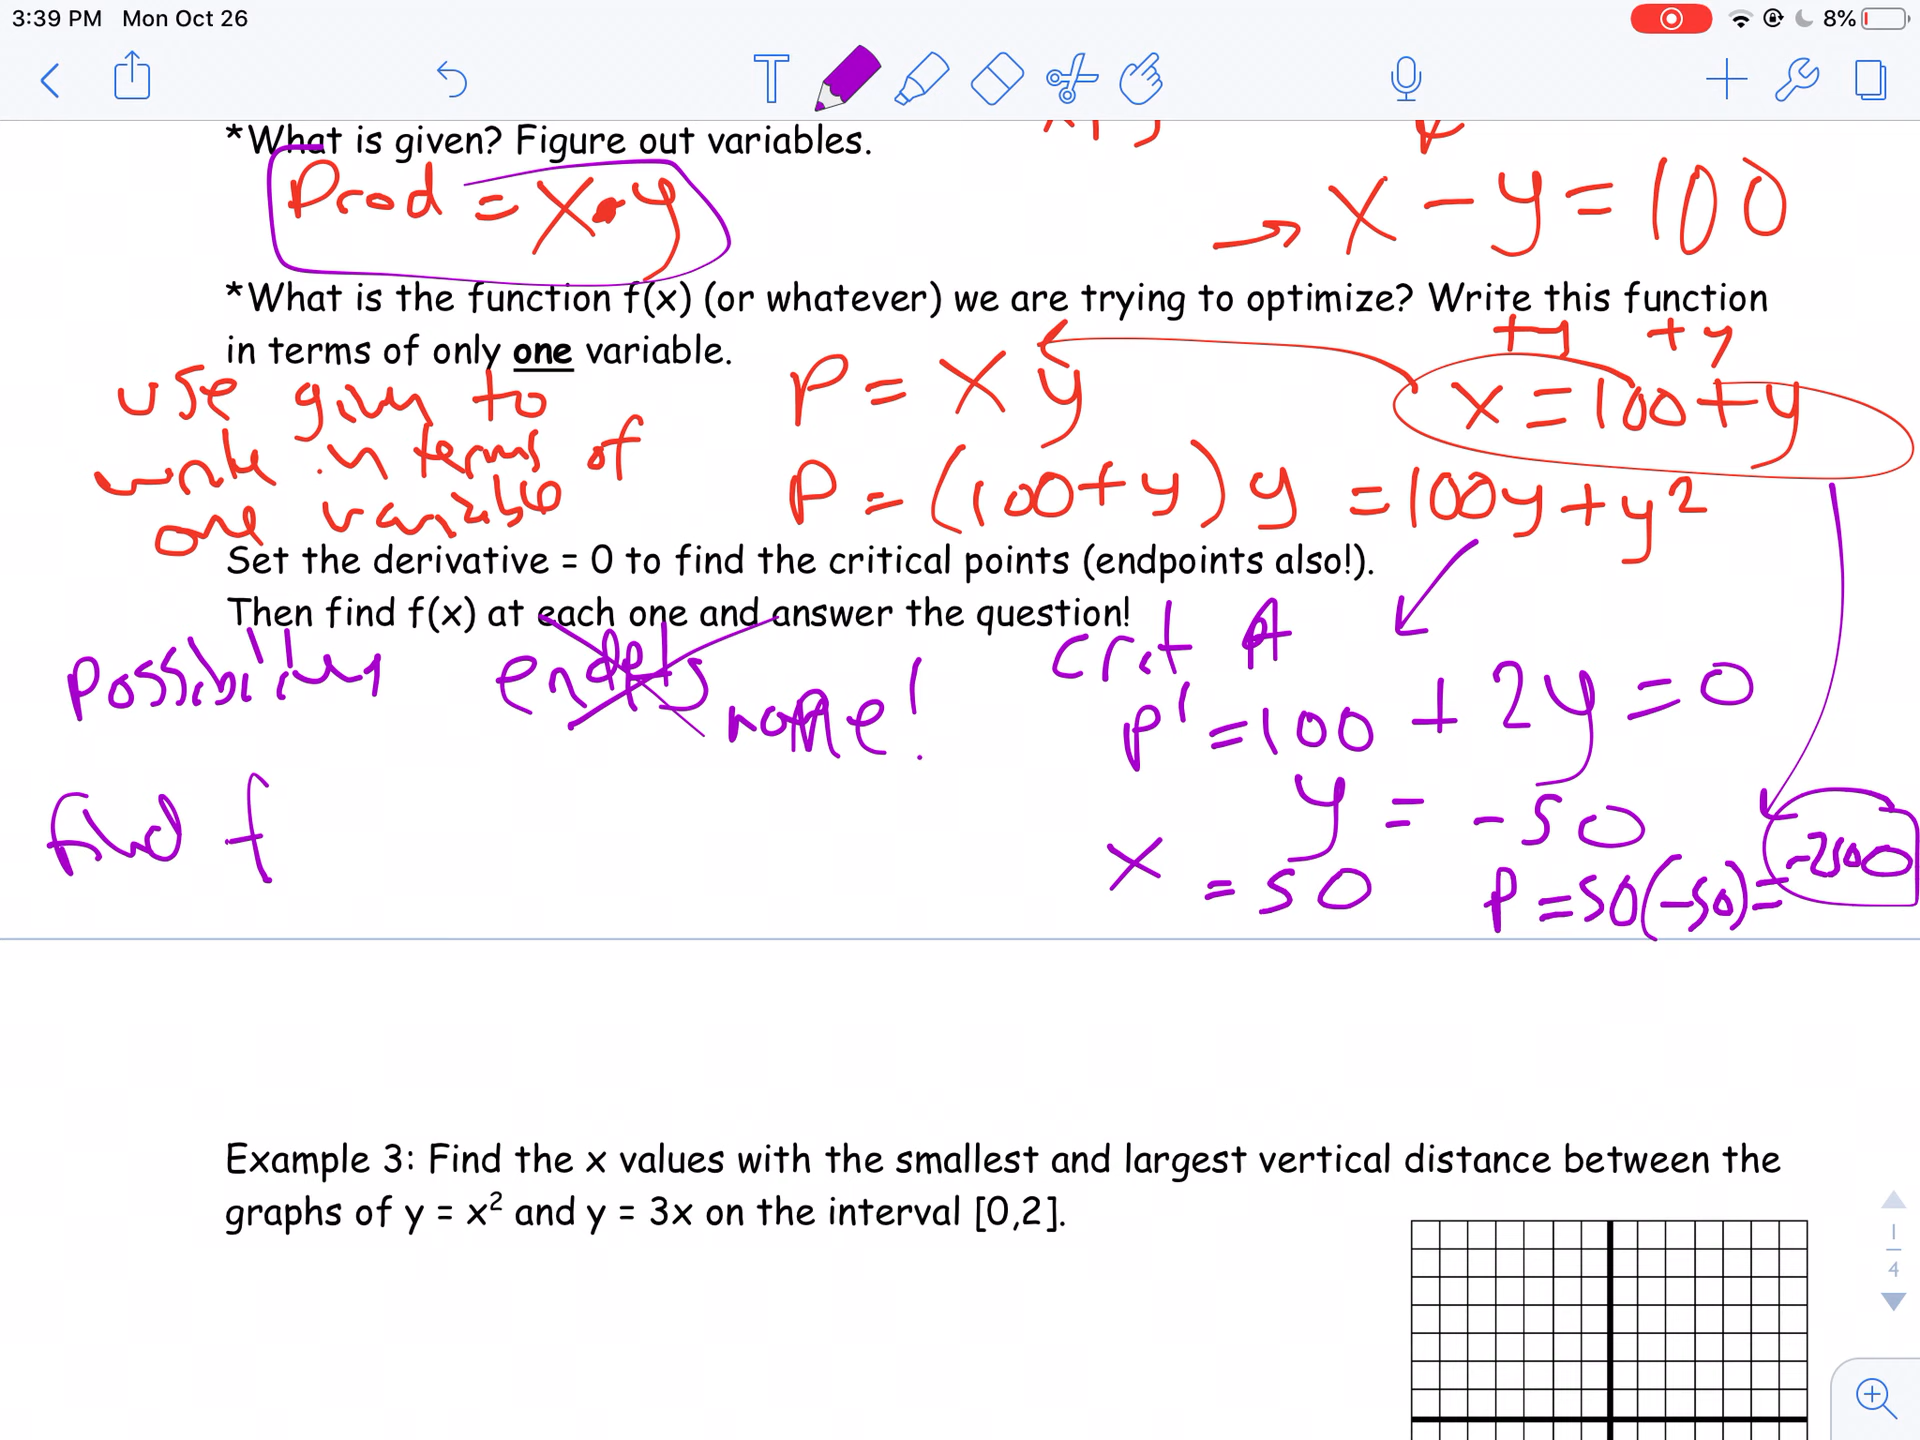 3:39 PM Mon Oct 26 8%
T
*What is given? Figure out variables.
Prod = x • y
→ x - y = 100
*What is the function f(x) (or whatever) we are trying to optimize? Write this function
in terms of only one variable.
+y +y
use given to
write in terms of
one variable
P = x y
x = 100 + y
P = (100 + y) y = 100y + y²
Set the derivative = 0 to find the critical points (endpoints also!).
Then find f(x) at each one and answer the question!
possibilities endpts none!
crit pt
P' = 100 + 2y = 0
y = -50
find f
x = 50 P = 50(-50) = -2500
Example 3: Find the x values with the smallest and largest vertical distance between the
graphs of y = x² and y = 3x on the interval [0,2].
1
4